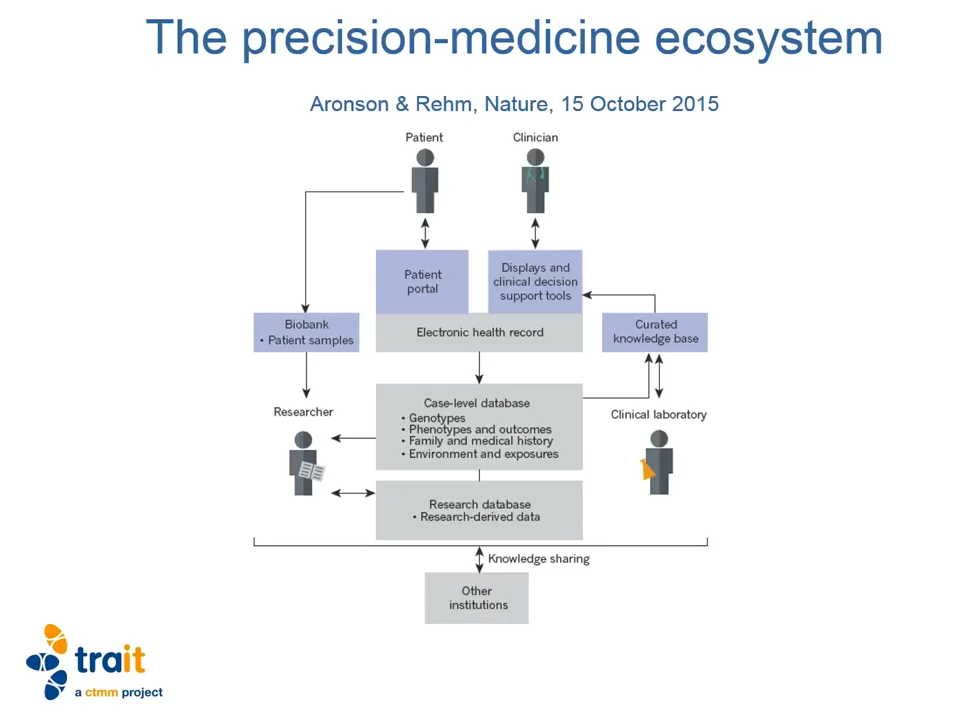 The precision-medicine ecosystem
Aronson & Rehm, Nature, 15 October 2015
Patient
Clinician
Patient
portal
Displays and
clinical decision
support tools
Biobank
• Patient samples
Electronic health record
Curated
knowledge base
Researcher
Case-level database
• Genotypes
• Phenotypes and outcomes
• Family and medical history
• Environment and exposures
Clinical laboratory
Research database
• Research-derived data
Knowledge sharing
Other
institutions
trait
a ctmm project